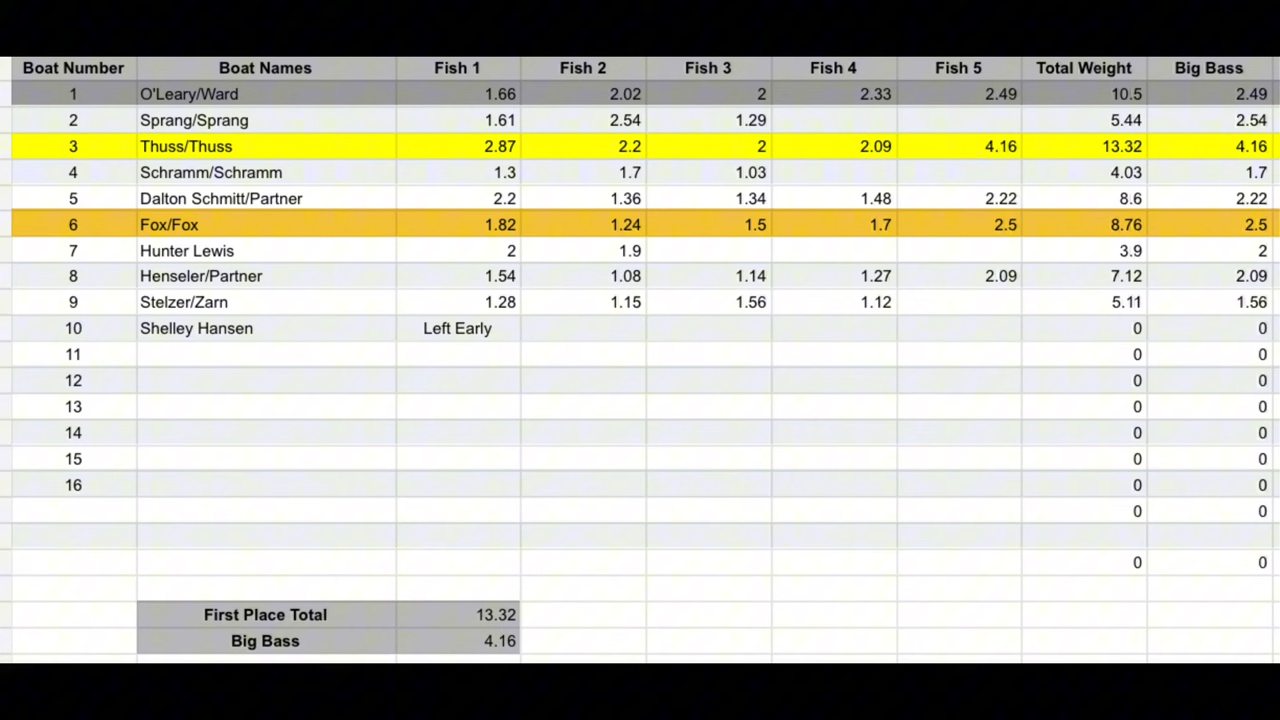 Boat Number Boat Names Fish 1 Fish 2 Fish 3 Fish 4 Fish 5 Total Weight Big Bass
1 O'Leary/Ward 1.66 2.02 2 2.33 2.49 10.5 2.49
2 Sprang/Sprang 1.61 2.54 1.29 5.44 2.54
3 Thuss/Thuss 2.87 2.2 2 2.09 4.16 13.32 4.16
4 Schramm/Schramm 1.3 1.7 1.03 4.03 1.7
5 Dalton Schmitt/Partner 2.2 1.36 1.34 1.48 2.22 8.6 2.22
6 Fox/Fox 1.82 1.24 1.5 1.7 2.5 8.76 2.5
7 Hunter Lewis 2 1.9 3.9 2
8 Henseler/Partner 1.54 1.08 1.14 1.27 2.09 7.12 2.09
9 Stelzer/Zarn 1.28 1.15 1.56 1.12 5.11 1.56
10 Shelley Hansen Left Early 0 0
11 0 0
12 0 0
13 0 0
14 0 0
15 0 0
16 0 0
0 0
0 0
First Place Total 13.32
Big Bass 4.16